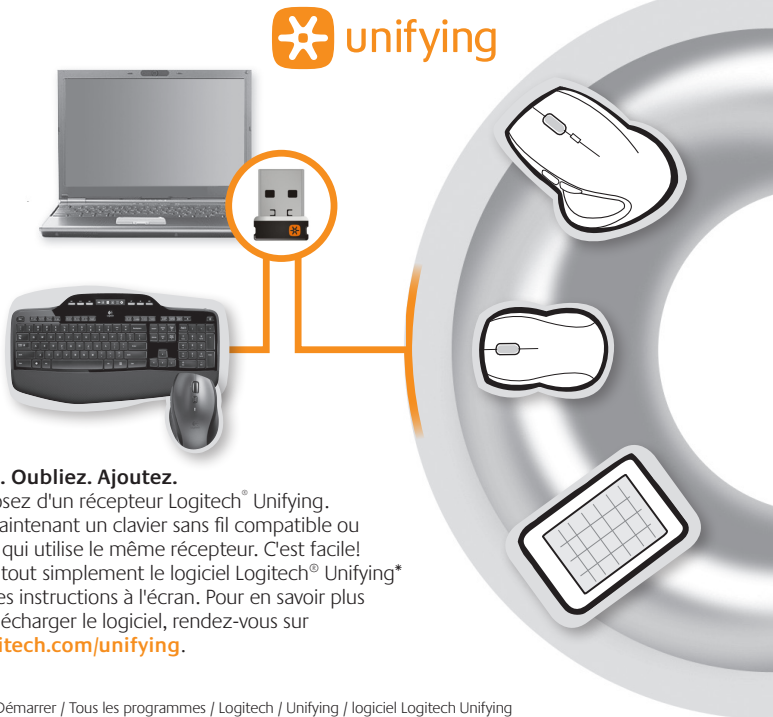 unifying
. Oubliez. Ajoutez.
osez d'un récepteur Logitech® Unifying.
aintenant un clavier sans fil compatible ou
qui utilise le même récepteur. C'est facile!
tout simplement le logiciel Logitech® Unifying*
es instructions à l'écran. Pour en savoir plus
lécharger le logiciel, rendez-vous sur
itech.com/unifying.
Démarrer / Tous les programmes / Logitech / Unifying / logiciel Logitech Unifying